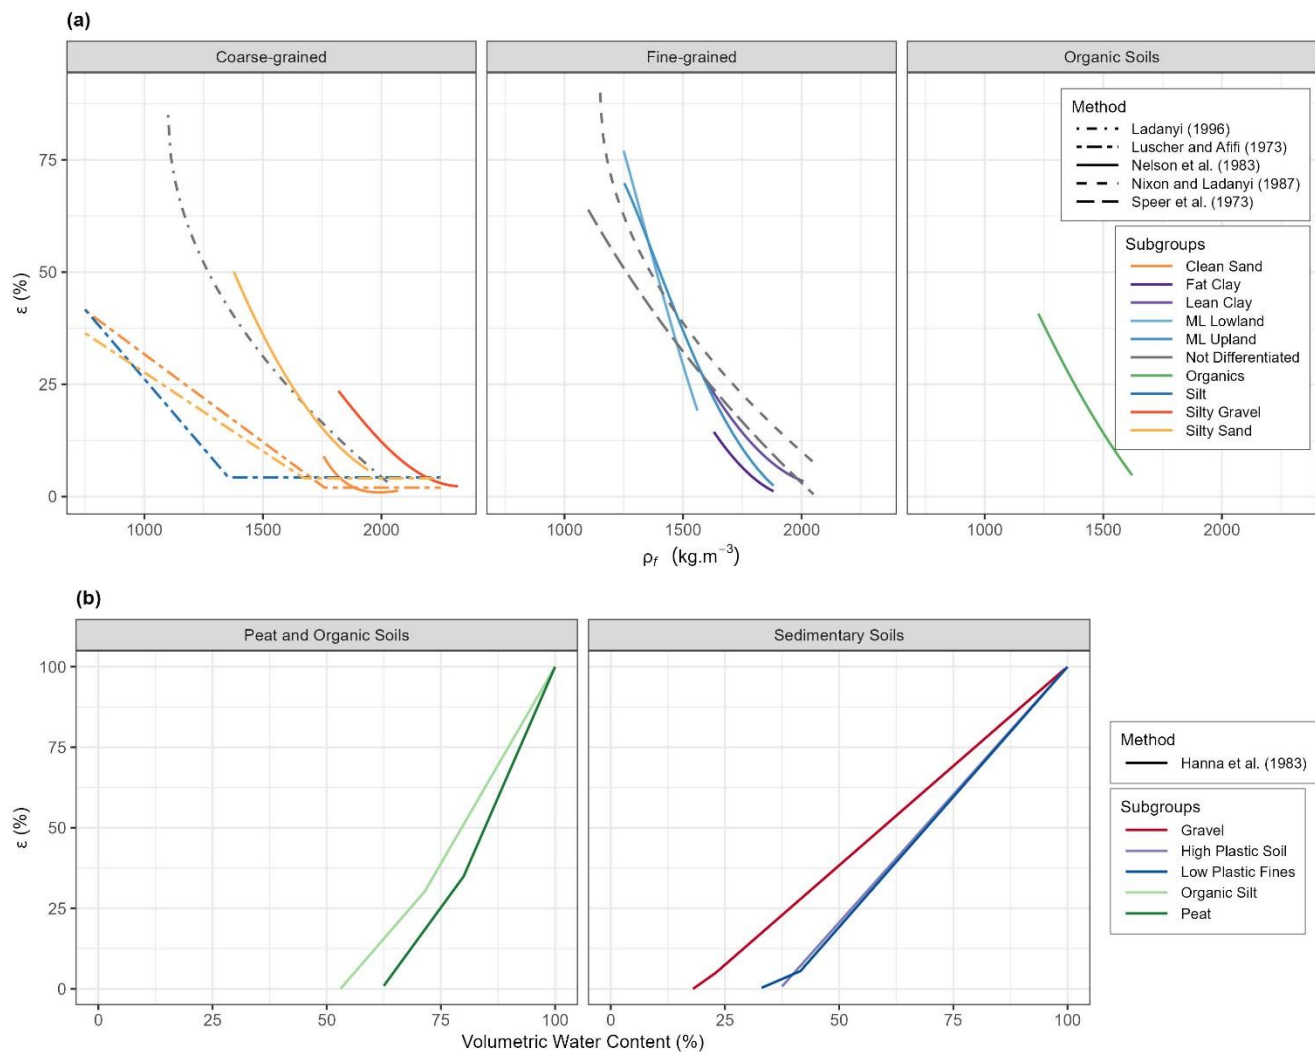 (a)
Coarse-grained
Fine-grained
Organic Soils
ε (%)
75
50
25
0
1000 1500 2000
1000 1500 2000
1000 1500 2000
ρf (kg.m−3)
Method
Ladanyi (1996)
Luscher and Afifi (1973)
Nelson et al. (1983)
Nixon and Ladanyi (1987)
Speer et al. (1973)
Subgroups
Clean Sand
Fat Clay
Lean Clay
ML Lowland
ML Upland
Not Differentiated
Organics
Silt
Silty Gravel
Silty Sand
(b)
Peat and Organic Soils
Sedimentary Soils
ε (%)
100
75
50
25
0
0 25 50 75 100
0 25 50 75 100
Volumetric Water Content (%)
Method
Hanna et al. (1983)
Subgroups
Gravel
High Plastic Soil
Low Plastic Fines
Organic Silt
Peat